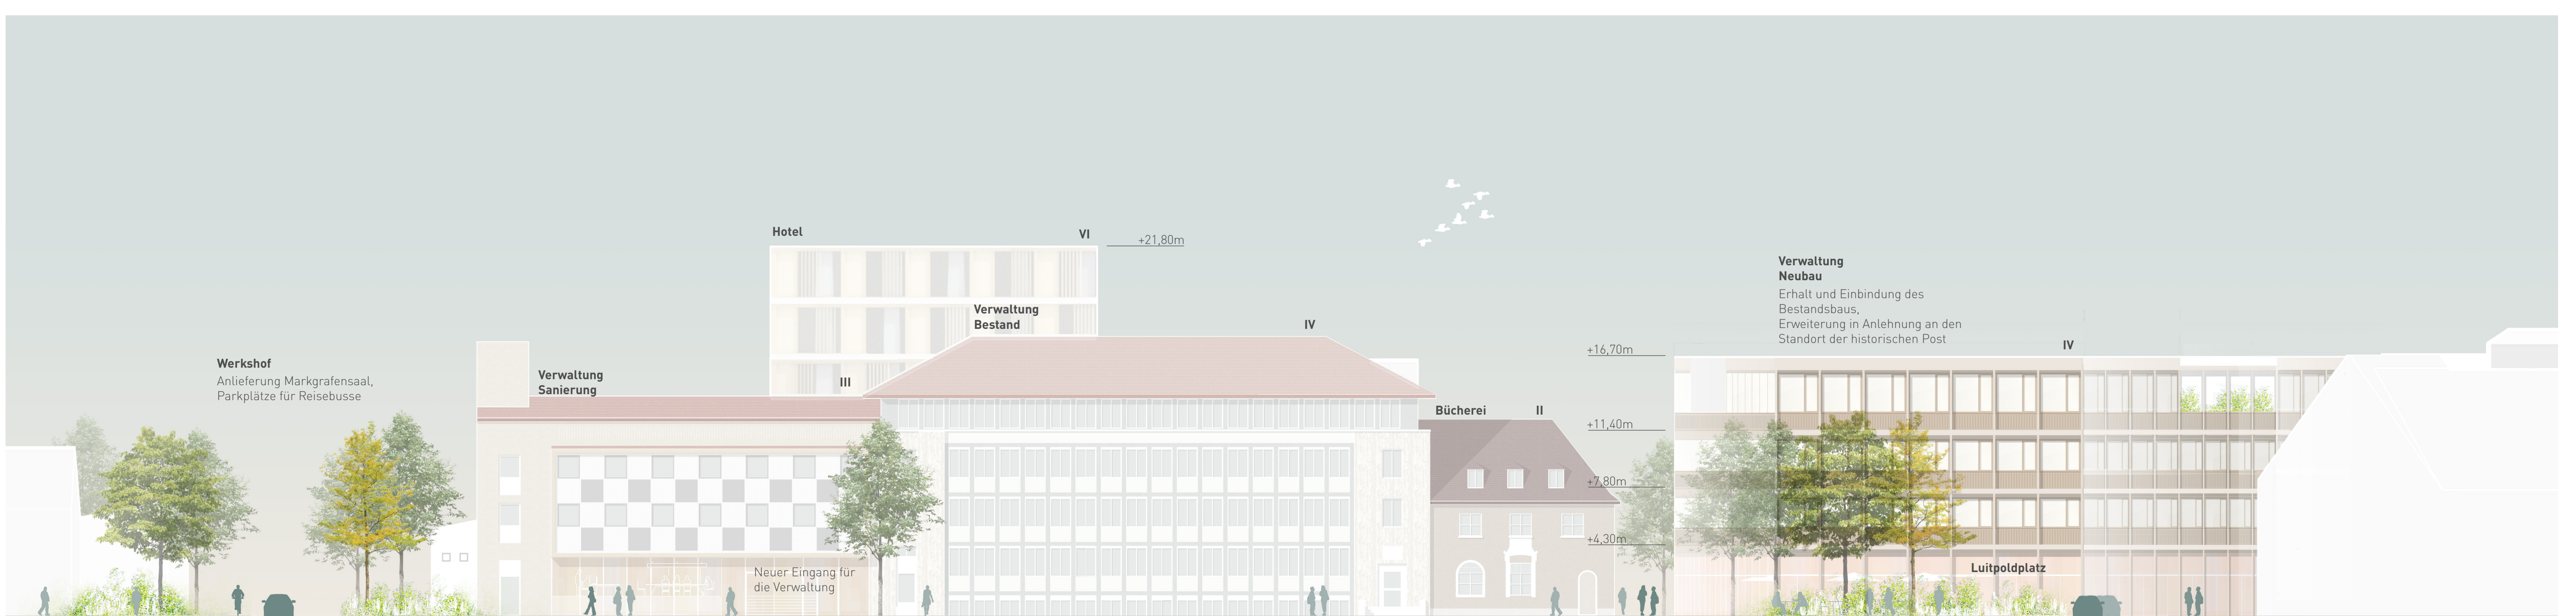 Werkshof
Anlieferung Markgrafensaal,
Parkplätze für Reisebusse
Verwaltung
Sanierung
III
Neuer Eingang für
die Verwaltung
Hotel
VI
+21,80m
Verwaltung
Bestand
IV
Bücherei
II
+16,70m
+11,40m
+7,80m
+4,30m
Verwaltung
Neubau
Erhalt und Einbindung des
Bestandsbaus,
Erweiterung in Anlehnung an den
Standort der historischen Post
IV
Luitpoldplatz